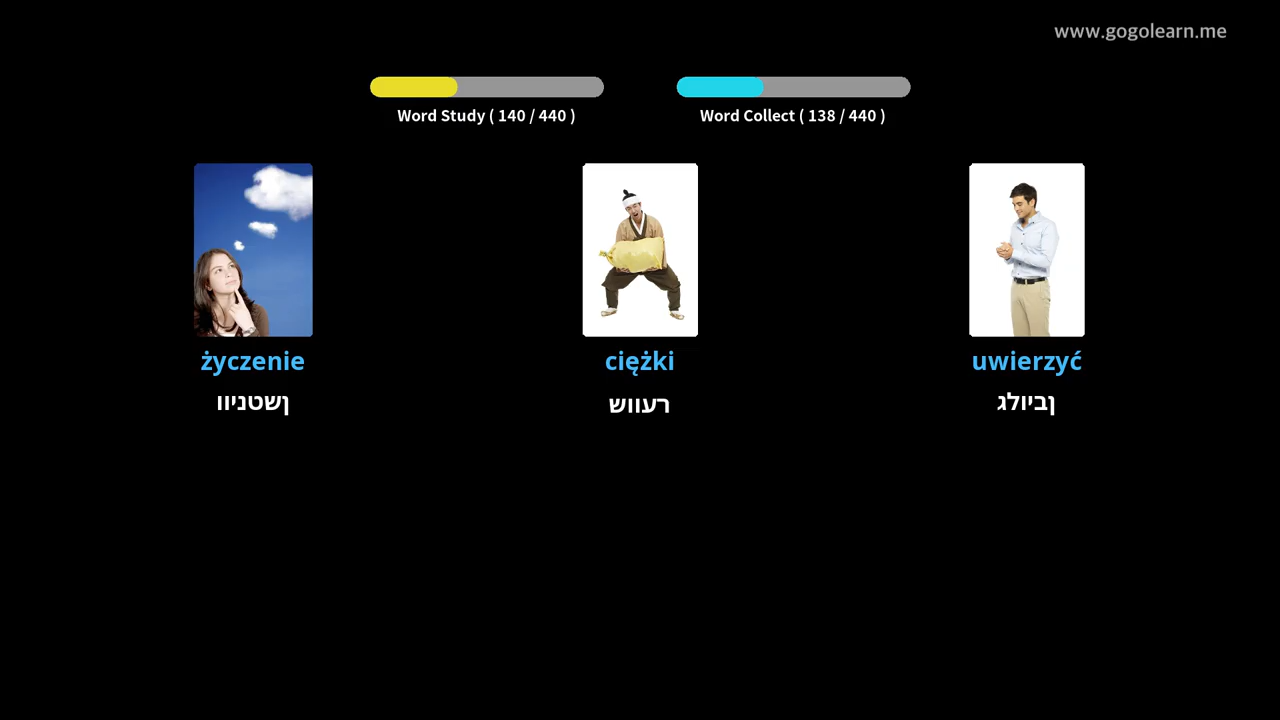 www.gogolearn.me
Word Study ( 140 / 440 )
Word Collect ( 138 / 440 )
życzenie
ןשטניוו
ciężki
רעווש
uwierzyć
ןביולג